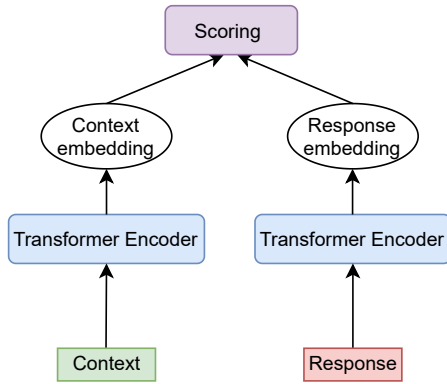 Scoring
Context
embedding
Response
embedding
Transformer Encoder
Transformer Encoder
Context
Response